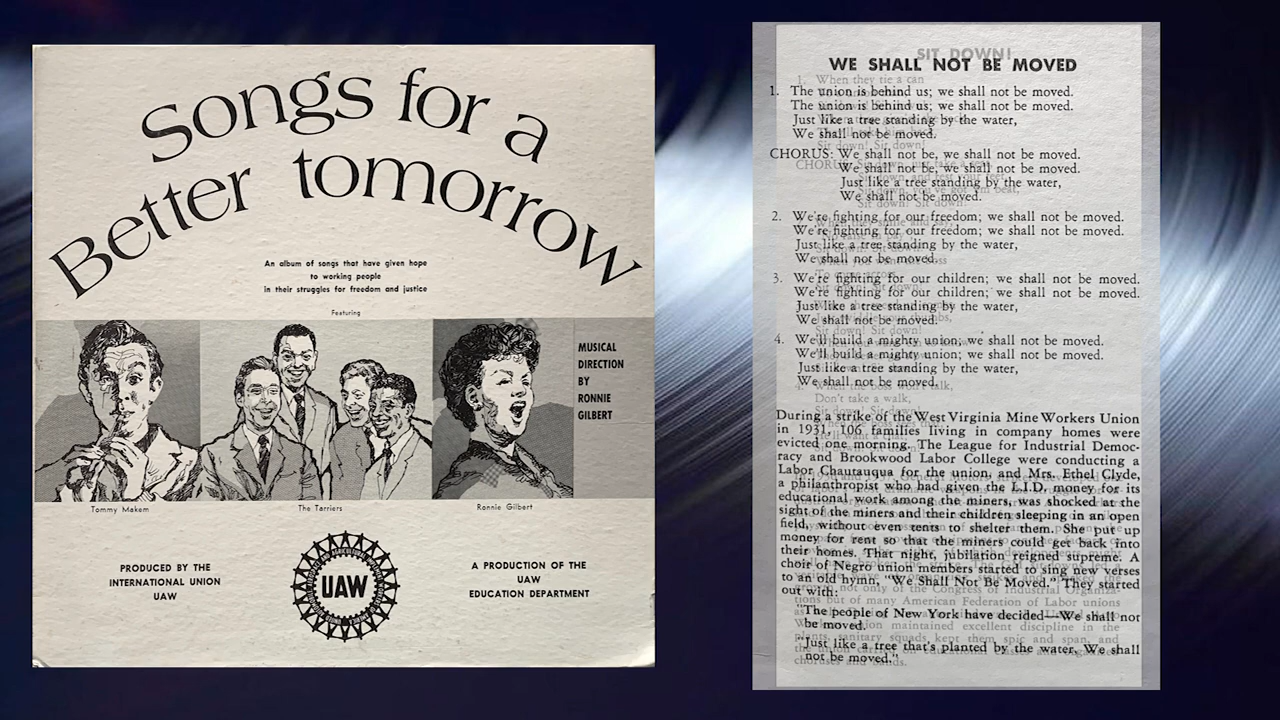 Songs for a
Better tomorrow
An album of songs that have given hope
to working people
in their struggles for freedom and justice
Featuring
MUSICAL
DIRECTION
BY
RONNIE
GILBERT
Tommy Makem
The Tarriers
Ronnie Gilbert
PRODUCED BY THE
INTERNATIONAL UNION
UAW
UAW
A PRODUCTION OF THE
UAW
EDUCATION DEPARTMENT
SIT DOWN!
WE SHALL NOT BE MOVED
1. The union is behind us; we shall not be moved.
The union is behind us; we shall not be moved.
Just like a tree standing by the water,
We shall not be moved.
CHORUS: We shall not be, we shall not be moved.
We shall not be, we shall not be moved.
Just like a tree standing by the water,
We shall not be moved.
2. We're fighting for our freedom; we shall not be moved.
We're fighting for our freedom; we shall not be moved.
Just like a tree standing by the water,
We shall not be moved.
3. We're fighting for our children; we shall not be moved.
We're fighting for our children; we shall not be moved.
Just like a tree standing by the water,
We shall not be moved.
4. We'll build a mighty union; we shall not be moved.
We'll build a mighty union; we shall not be moved.
Just like a tree standing by the water,
We shall not be moved.
During a strike of the West Virginia Mine Workers Union
in 1931, 106 families living in company homes were
evicted one morning. The League for Industrial Democ-
racy and Brookwood Labor College were conducting a
Labor Chautauqua for the union, and Mrs. Ethel Clyde,
a philanthropist who had given the L.I.D. money for its
educational work among the miners, was shocked at the
sight of the miners and their children sleeping in an open
field, without even tents to shelter them. She put up
money for rent so that the miners could get back into
their homes. That night, jubilation reigned supreme. A
choir of Negro union members started to sing new verses
to an old hymn, "We Shall Not Be Moved." They started
out with:
"The people of New York have decided—We shall not
be moved.
"Just like a tree that's planted by the water, We shall
not be moved."